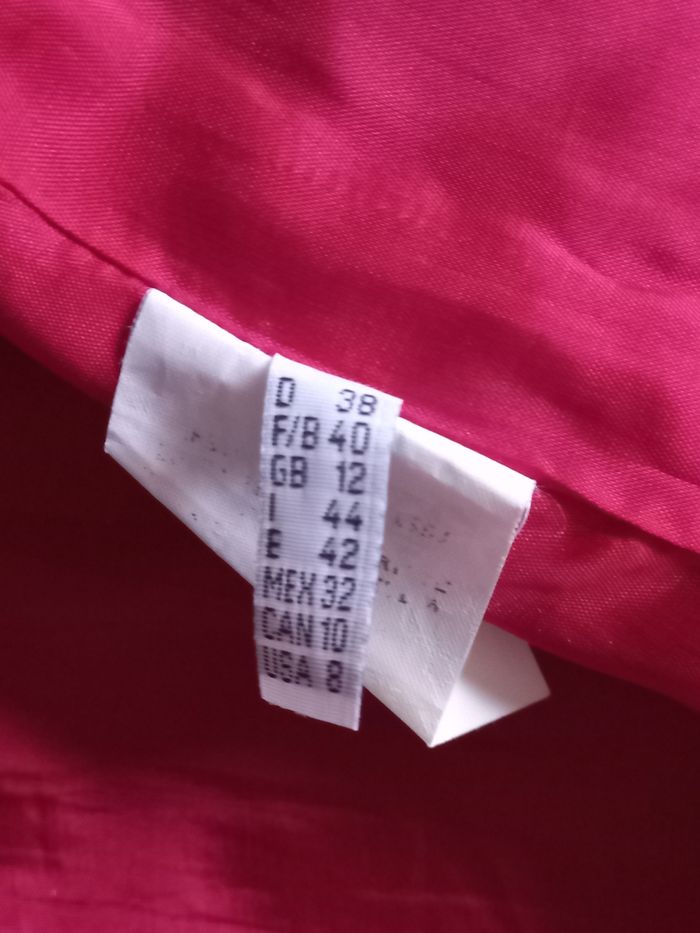 D 38
F/B 40
GB 12
I 44
E 42
MEX 32
CAN 10
USA 8